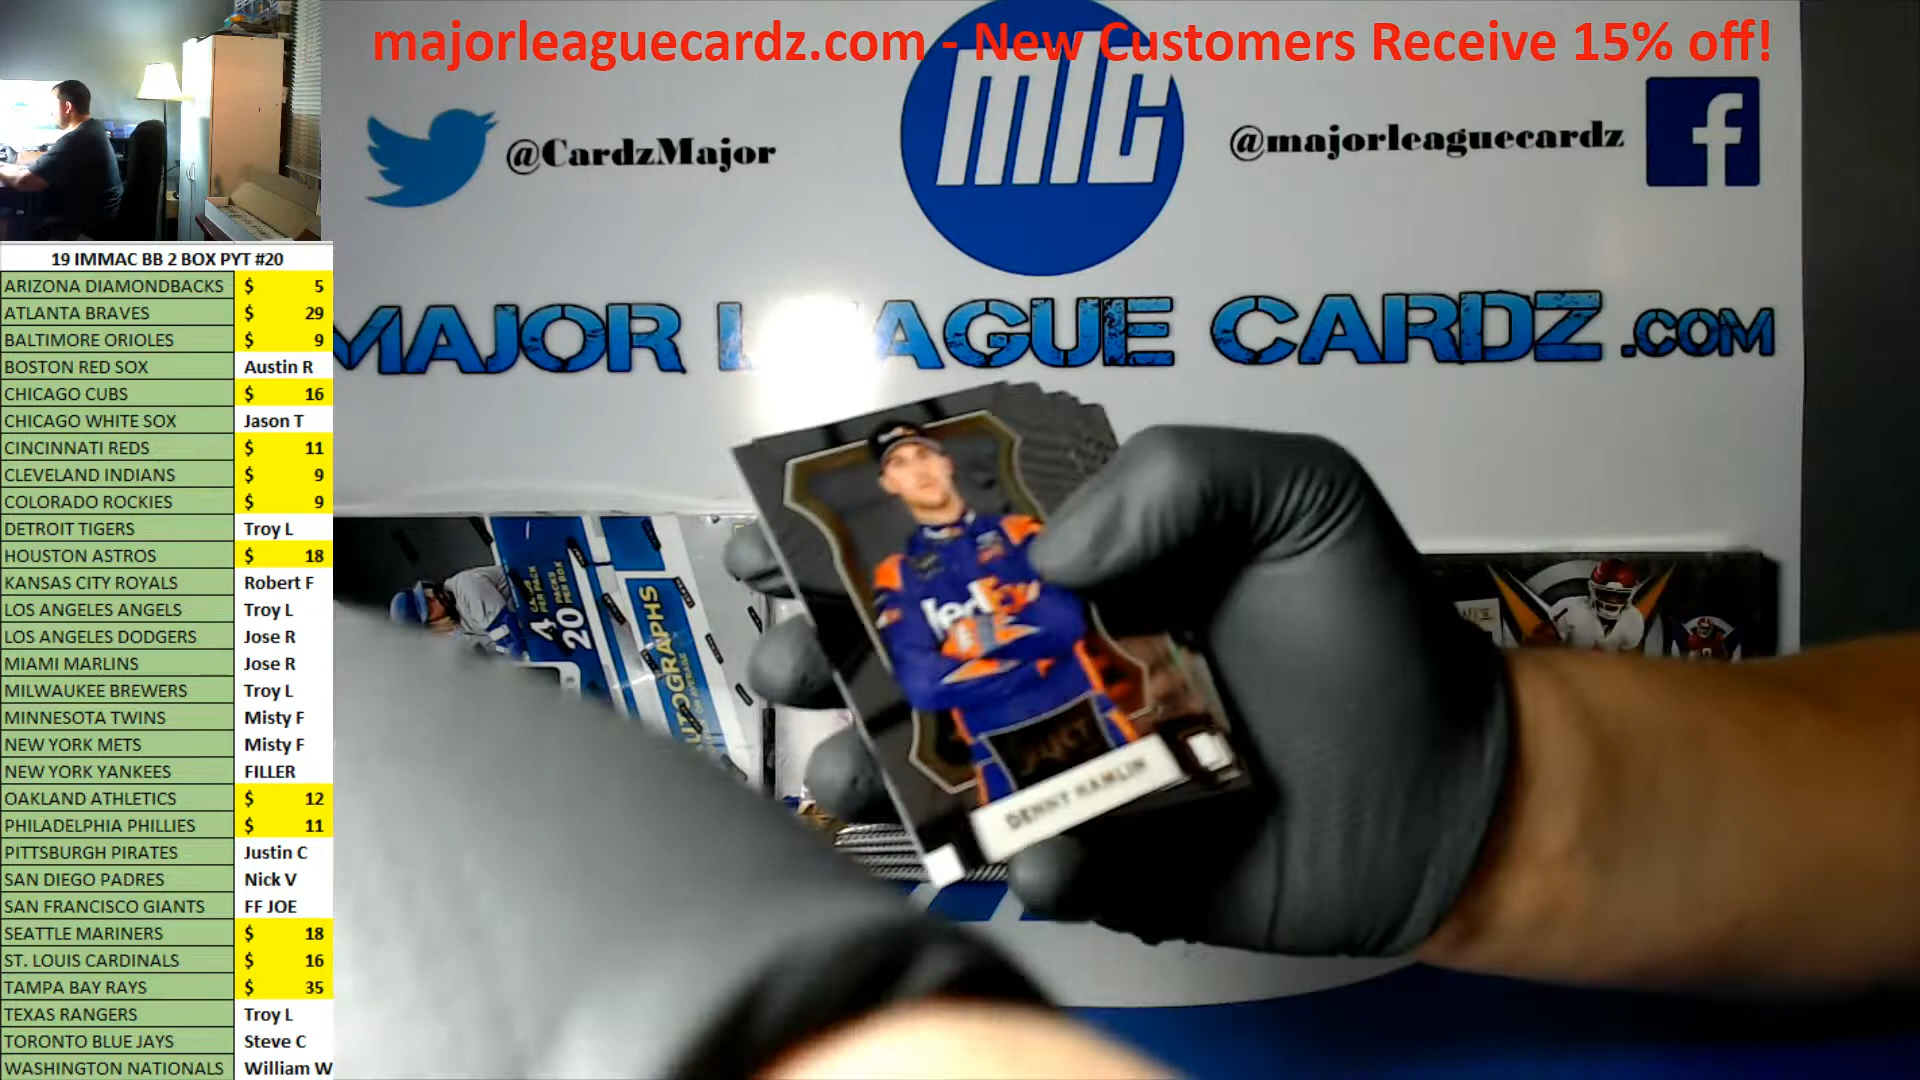 majorleaguecardz.com - New Customers Receive 15% off!
@CardzMajor
MLC
@majorleaguecardz
f
MAJOR LEAGUE CARDZ.COM
19 IMMAC BB 2 BOX PYT #20
ARIZONA DIAMONDBACKS $ 5
ATLANTA BRAVES $ 29
BALTIMORE ORIOLES $ 9
BOSTON RED SOX Austin R
CHICAGO CUBS $ 16
CHICAGO WHITE SOX Jason T
CINCINNATI REDS $ 11
CLEVELAND INDIANS $ 9
COLORADO ROCKIES $ 9
DETROIT TIGERS Troy L
HOUSTON ASTROS $ 18
KANSAS CITY ROYALS Robert F
LOS ANGELES ANGELS Troy L
LOS ANGELES DODGERS Jose R
MIAMI MARLINS Jose R
MILWAUKEE BREWERS Troy L
MINNESOTA TWINS Misty F
NEW YORK METS Misty F
NEW YORK YANKEES FILLER
OAKLAND ATHLETICS $ 12
PHILADELPHIA PHILLIES $ 11
PITTSBURGH PIRATES Justin C
SAN DIEGO PADRES Nick V
SAN FRANCISCO GIANTS FF JOE
SEATTLE MARINERS $ 18
ST. LOUIS CARDINALS $ 16
TAMPA BAY RAYS $ 35
TEXAS RANGERS Troy L
TORONTO BLUE JAYS Steve C
WASHINGTON NATIONALS William W
4
PER PACK
20
PACKS
PER BOX
AUTOGRAPHS
FedEx
DENNY HAMLIN